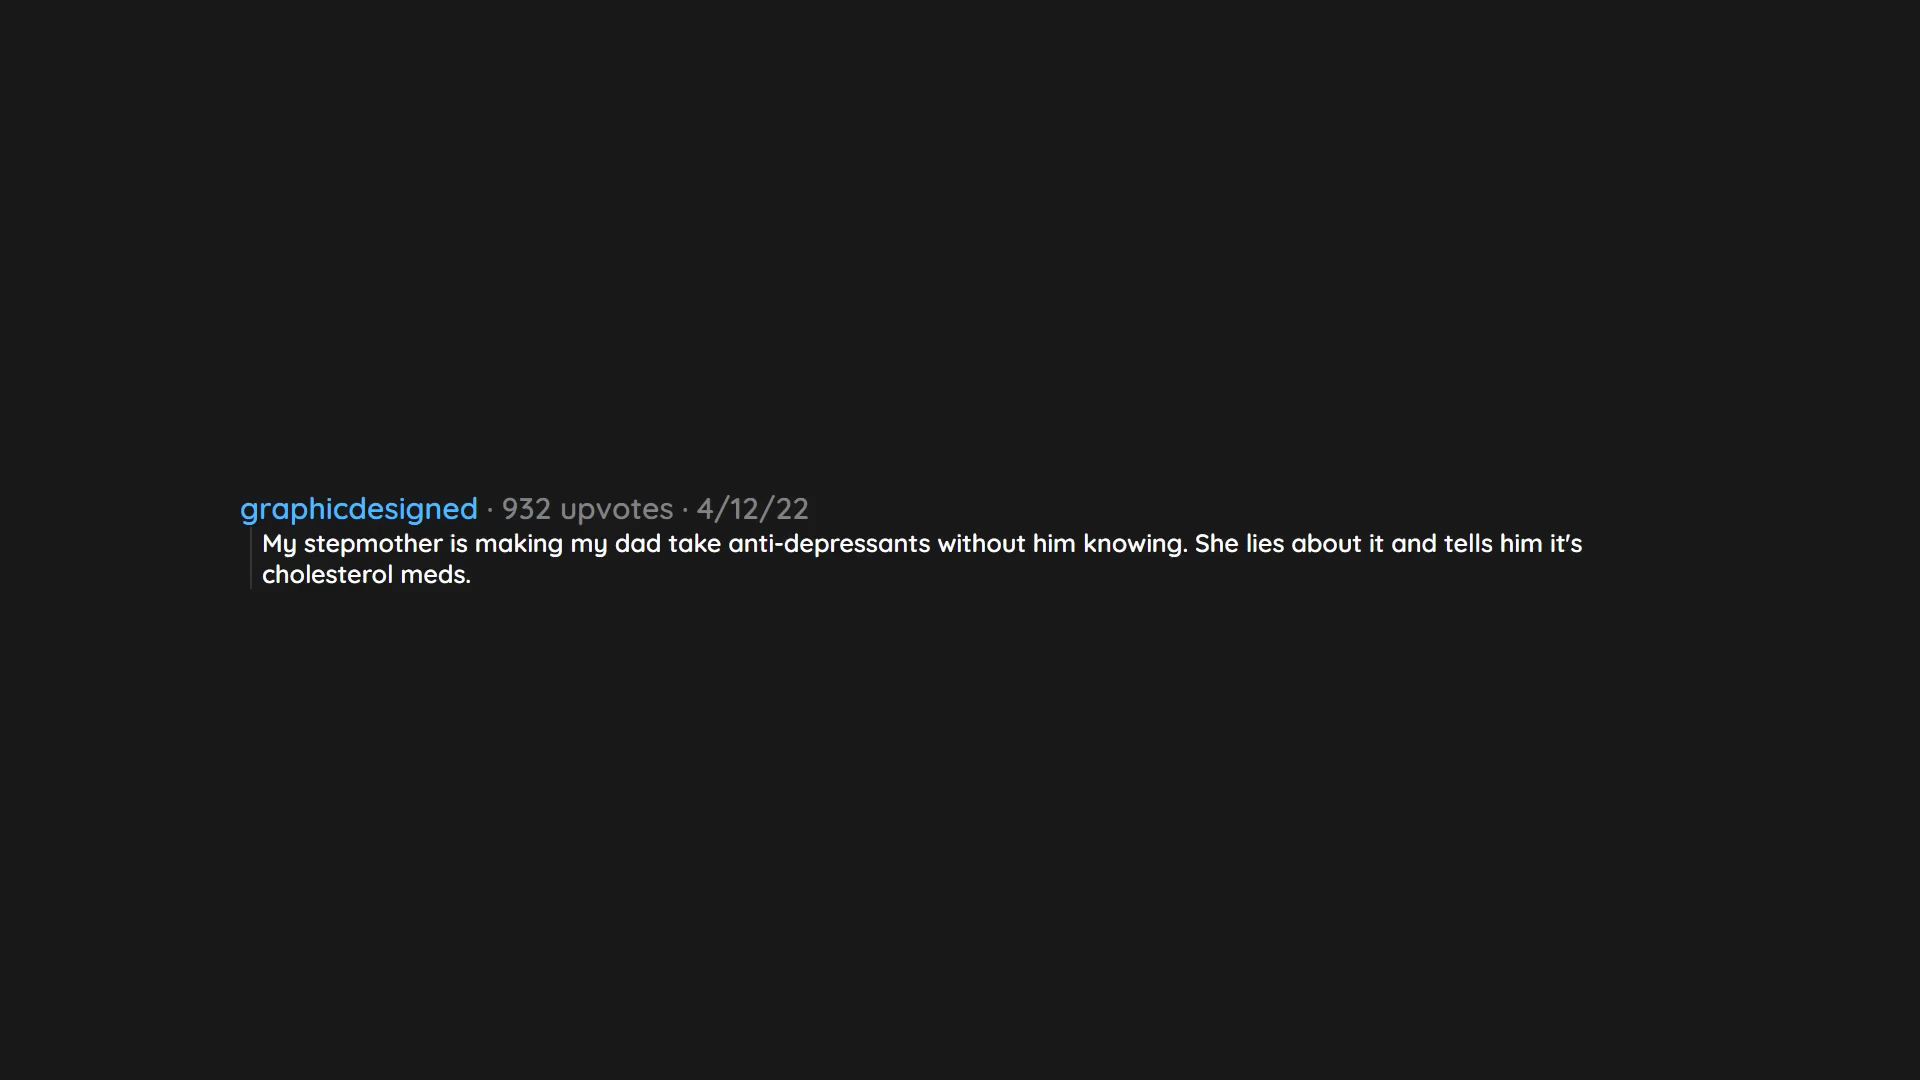 graphicdesigned · 932 upvotes · 4/12/22
My stepmother is making my dad take anti-depressants without him knowing. She lies about it and tells him it's
cholesterol meds.